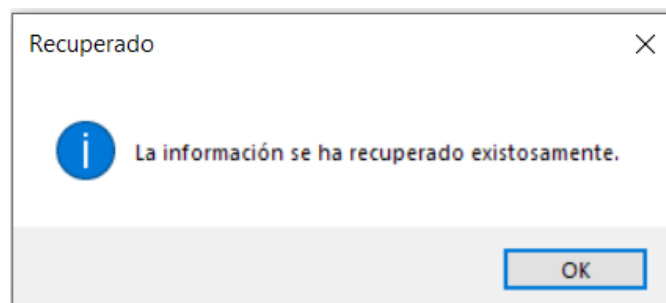 Recuperado
La información se ha recuperado existosamente.
OK